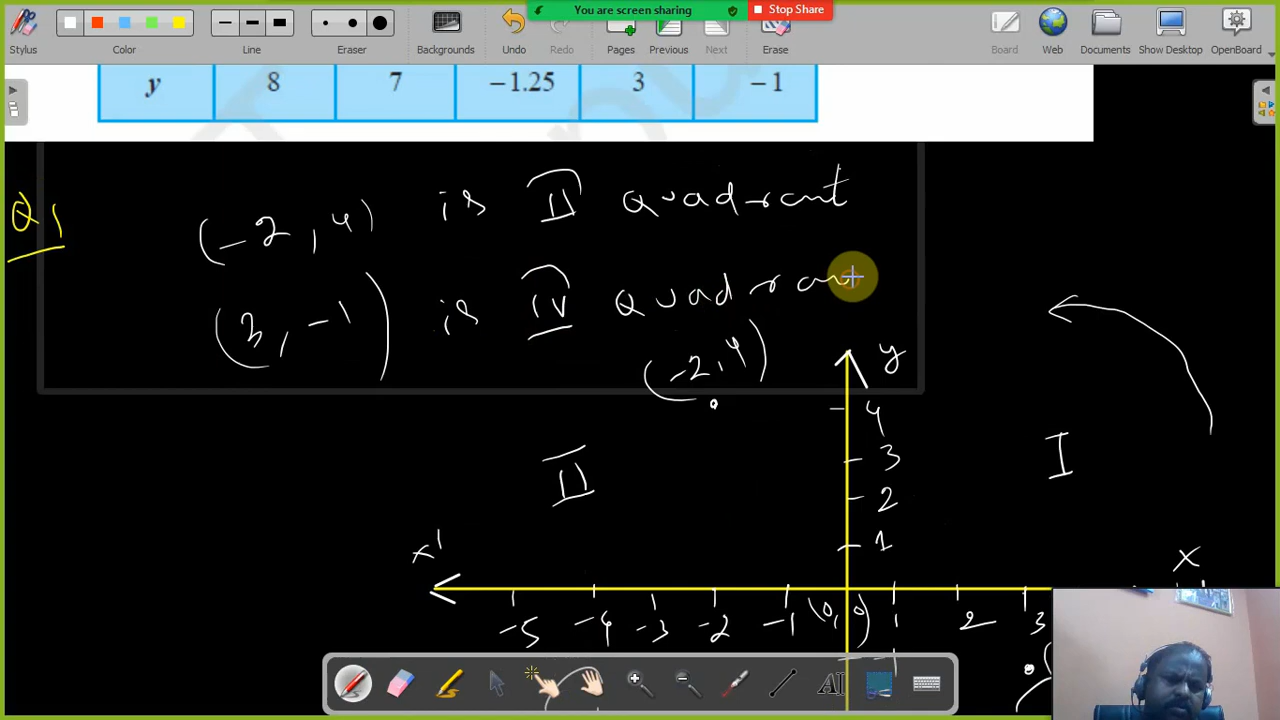 You are screen sharing Stop Share
Stylus Color Line Eraser Backgrounds Undo Redo Pages Previous Next Erase Board Web Documents Show Desktop OpenBoard
y 8 7 −1.25 3 −1
Q1
(-2, 4) is II Quadrant
(3, -1) is IV Quadran
(-2, 4)
y
4
3
II I
2
1
x' x
-5 -4 -3 -2 -1 (0, 0) 1 2 3
-1